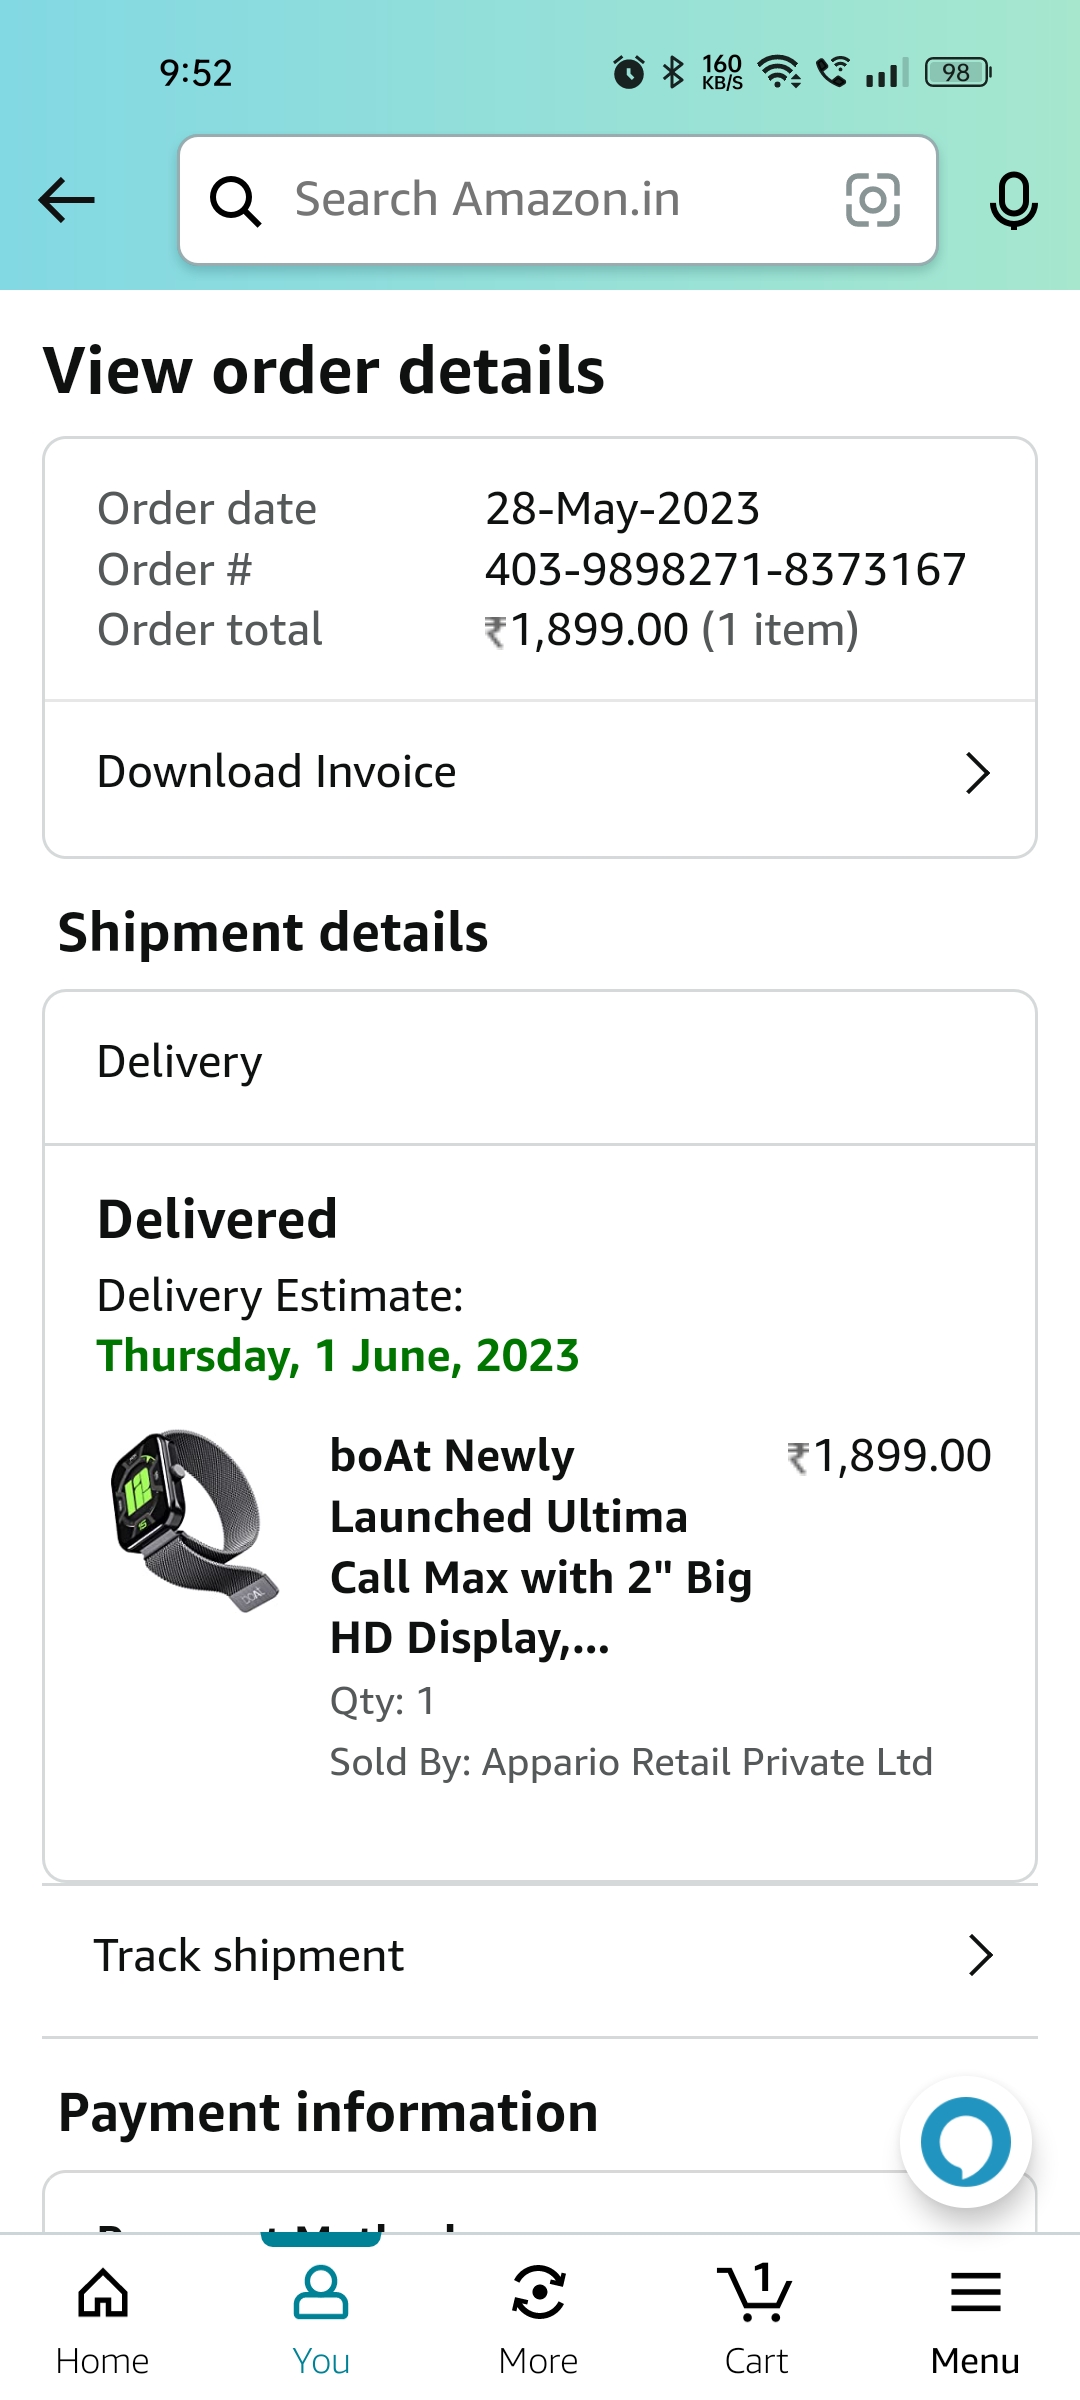 9:52
160
KB/S
98
Search Amazon.in
View order details
Order date 28-May-2023
Order # 403-9898271-8373167
Order total ₹1,899.00 (1 item)
Download Invoice
Shipment details
Delivery
Delivered
Delivery Estimate:
Thursday, 1 June, 2023
boAt Newly ₹1,899.00
Launched Ultima
Call Max with 2" Big
HD Display,...
Qty: 1
Sold By: Appario Retail Private Ltd
Track shipment
Payment information
1
Home You More Cart Menu